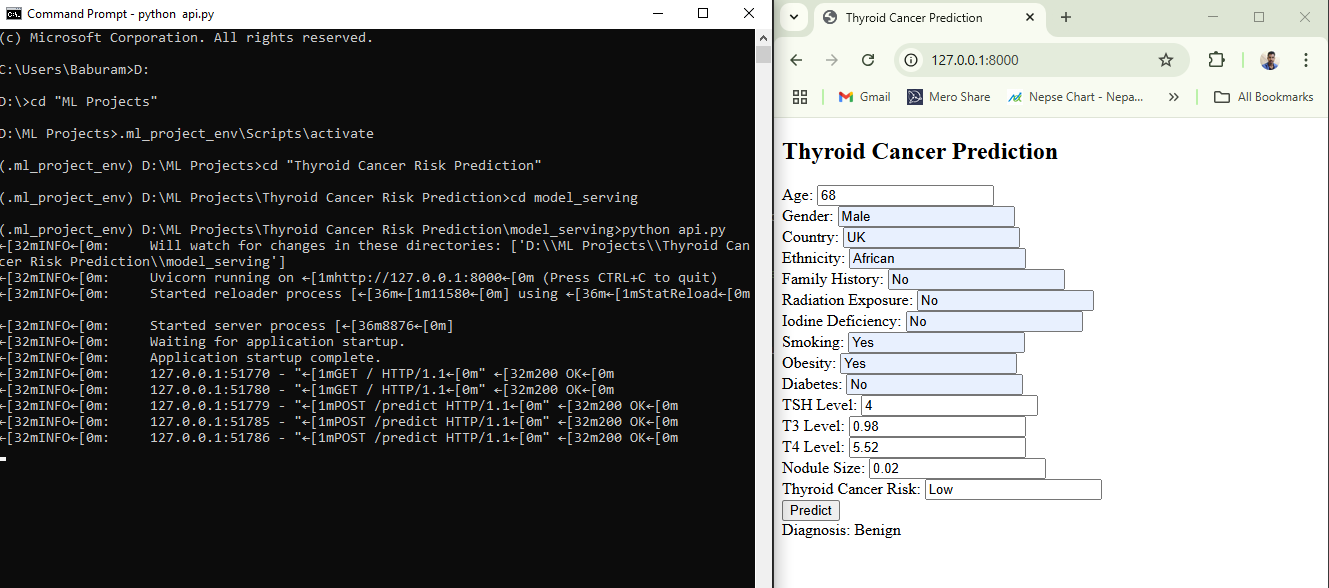 Command Prompt - python api.py
(c) Microsoft Corporation. All rights reserved.
C:\Users\Baburam>D:
D:\>cd "ML Projects"
D:\ML Projects>.ml_project_env\Scripts\activate
(.ml_project_env) D:\ML Projects>cd "Thyroid Cancer Risk Prediction"
(.ml_project_env) D:\ML Projects\Thyroid Cancer Risk Prediction>cd model_serving
(.ml_project_env) D:\ML Projects\Thyroid Cancer Risk Prediction\model_serving>python api.py
←[32mINFO←[0m:     Will watch for changes in these directories: ['D:\\ML Projects\\Thyroid Can
cer Risk Prediction\\model_serving']
←[32mINFO←[0m:     Uvicorn running on ←[1mhttp://127.0.0.1:8000←[0m (Press CTRL+C to quit)
←[32mINFO←[0m:     Started reloader process [←[36m←[1m11580←[0m] using ←[36m←[1mStatReload←[0m
←[32mINFO←[0m:     Started server process [←[36m8876←[0m]
←[32mINFO←[0m:     Waiting for application startup.
←[32mINFO←[0m:     Application startup complete.
←[32mINFO←[0m:     127.0.0.1:51770 - "←[1mGET / HTTP/1.1←[0m" ←[32m200 OK←[0m
←[32mINFO←[0m:     127.0.0.1:51780 - "←[1mGET / HTTP/1.1←[0m" ←[32m200 OK←[0m
←[32mINFO←[0m:     127.0.0.1:51779 - "←[1mPOST /predict HTTP/1.1←[0m" ←[32m200 OK←[0m
←[32mINFO←[0m:     127.0.0.1:51785 - "←[1mPOST /predict HTTP/1.1←[0m" ←[32m200 OK←[0m
←[32mINFO←[0m:     127.0.0.1:51786 - "←[1mPOST /predict HTTP/1.1←[0m" ←[32m200 OK←[0m
Thyroid Cancer Prediction
127.0.0.1:8000
Gmail Mero Share Nepse Chart - Nepa... » All Bookmarks
Thyroid Cancer Prediction
Age: 68
Gender: Male
Country: UK
Ethnicity: African
Family History: No
Radiation Exposure: No
Iodine Deficiency: No
Smoking: Yes
Obesity: Yes
Diabetes: No
TSH Level: 4
T3 Level: 0.98
T4 Level: 5.52
Nodule Size: 0.02
Thyroid Cancer Risk: Low
Predict
Diagnosis: Benign